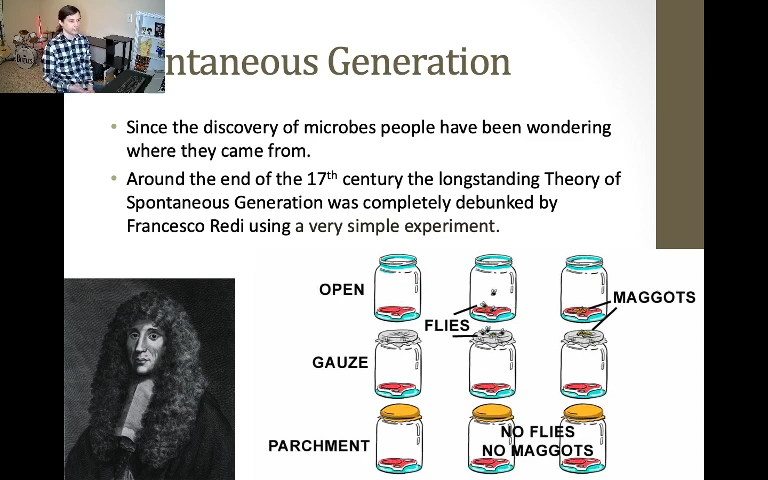 ntaneous Generation
• Since the discovery of microbes people have been wondering
where they came from.
• Around the end of the 17th century the longstanding Theory of
Spontaneous Generation was completely debunked by
Francesco Redi using a very simple experiment.
OPEN
MAGGOTS
FLIES
GAUZE
PARCHMENT
NO FLIES
NO MAGGOTS